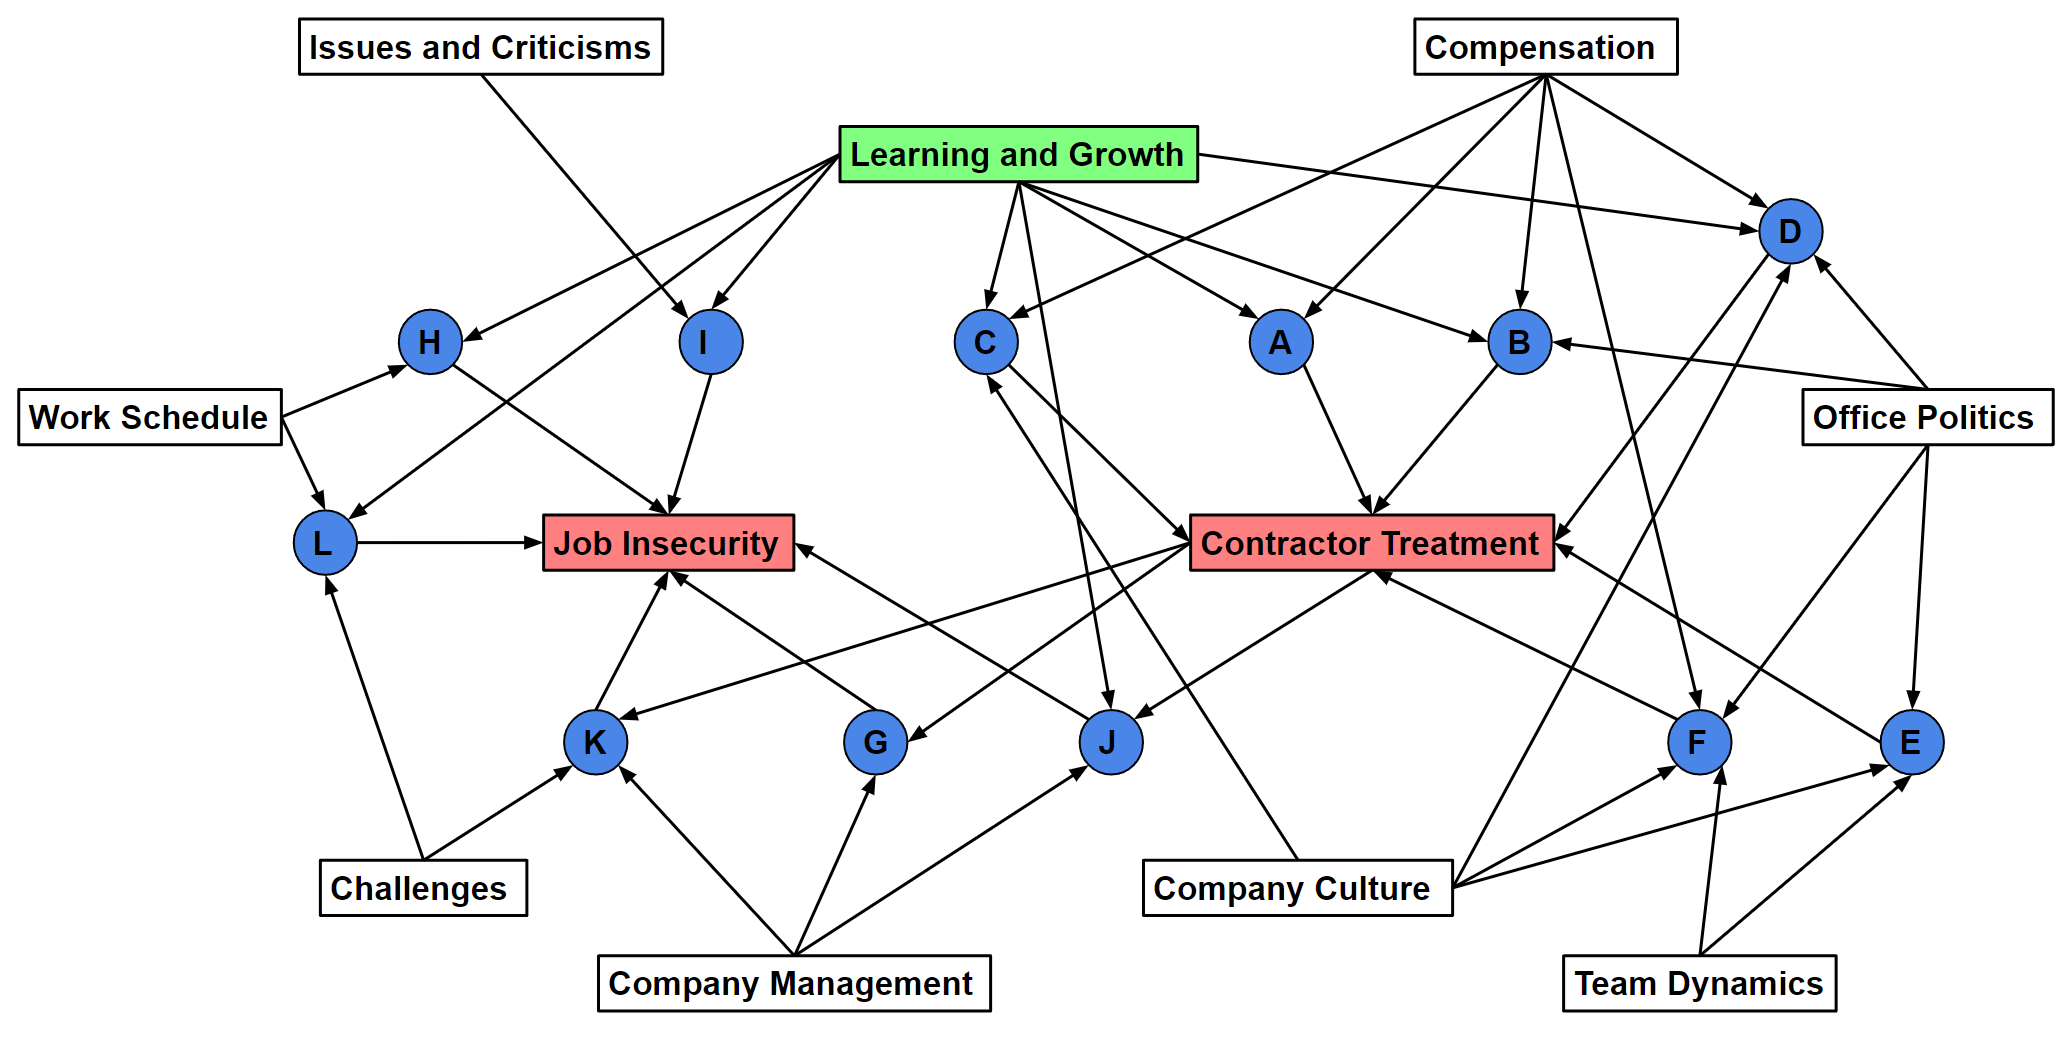 Issues and Criticisms
Compensation
Learning and Growth
D
H
I
C
A
B
Work Schedule
Office Politics
L
Job Insecurity
Contractor Treatment
K
G
J
F
E
Challenges
Company Culture
Company Management
Team Dynamics